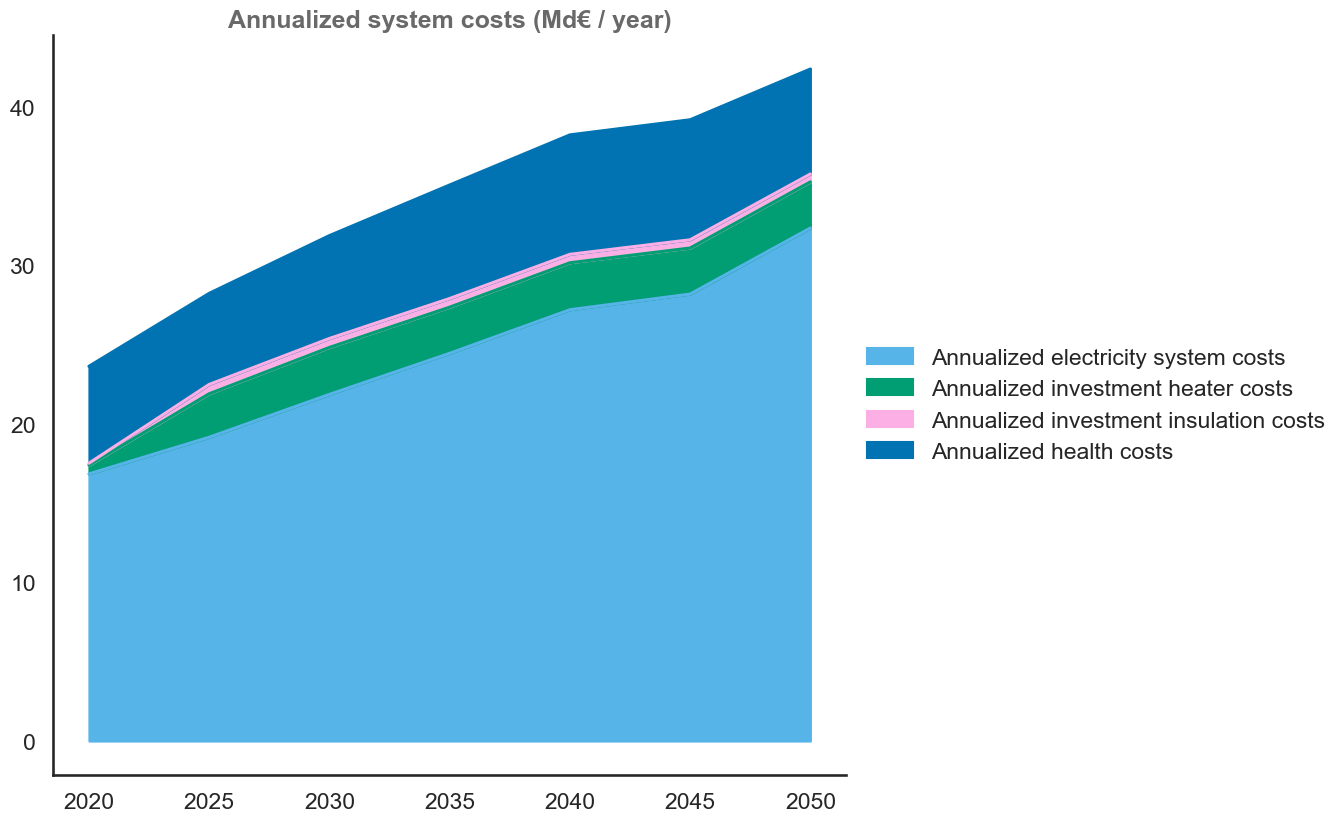 Annualized system costs (Md€ / year)
40
30
20
10
0
2020 2025 2030 2035 2040 2045 2050
Annualized electricity system costs
Annualized investment heater costs
Annualized investment insulation costs
Annualized health costs